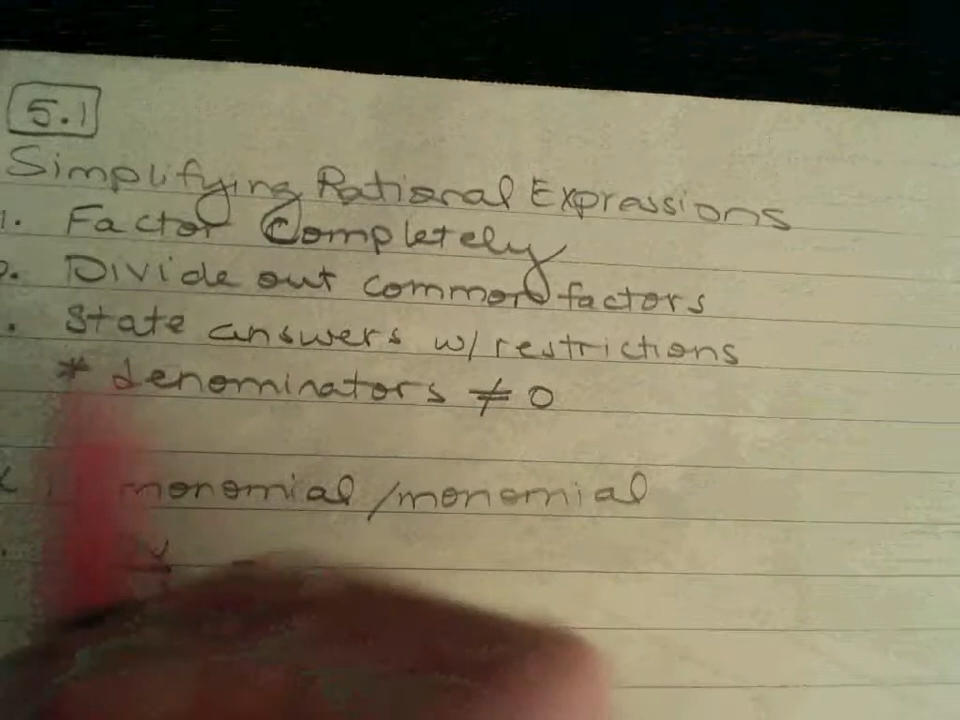 5.1
Simplifying Rational Expressions
1. Factor Completely
2. Divide out common factors
. State answers w/ restrictions
* denominators ≠ 0
monomial/monomial